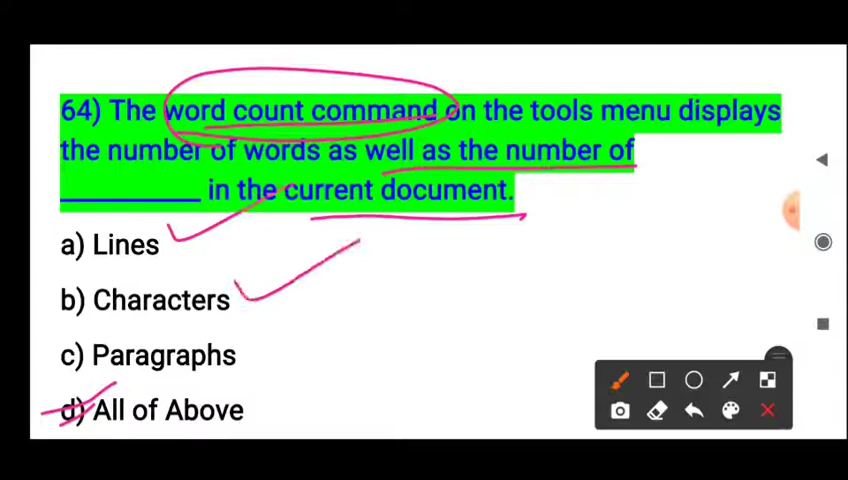 64) The word count command on the tools menu displays
the number of words as well as the number of
__________ in the current document.
a) Lines
b) Characters
c) Paragraphs
d) All of Above